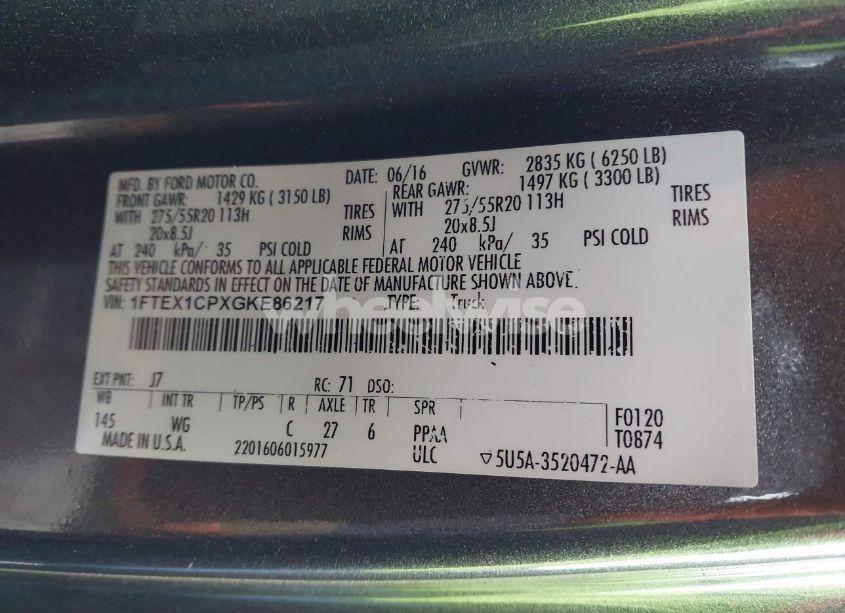 MFD. BY FORD MOTOR CO.
DATE: 06/16 GVWR: 2835 KG ( 6250 LB)
FRONT GAWR: 1429 KG ( 3150 LB) REAR GAWR: 1497 KG ( 3300 LB)
WITH 275/55R20 113H TIRES WITH 275/55R20 113H TIRES
20x8.5J RIMS 20x8.5J RIMS
AT 240 kPa/ 35 PSI COLD AT 240 kPa/ 35 PSI COLD
THIS VEHICLE CONFORMS TO ALL APPLICABLE FEDERAL MOTOR VEHICLE
SAFETY STANDARDS IN EFFECT ON THE DATE OF MANUFACTURE SHOWN ABOVE.
VIN: 1FTEX1CPXGKE86217 TYPE: Truck
wheelwise
EXT PNT: J7 RC: 71 DSO:
WB INT TR TP/PS R AXLE TR SPR
145 WG C 27 6 PPAA F0120
MADE IN U.S.A. 2201606015977 ULC ▽5U5A-3520472-AA T0874